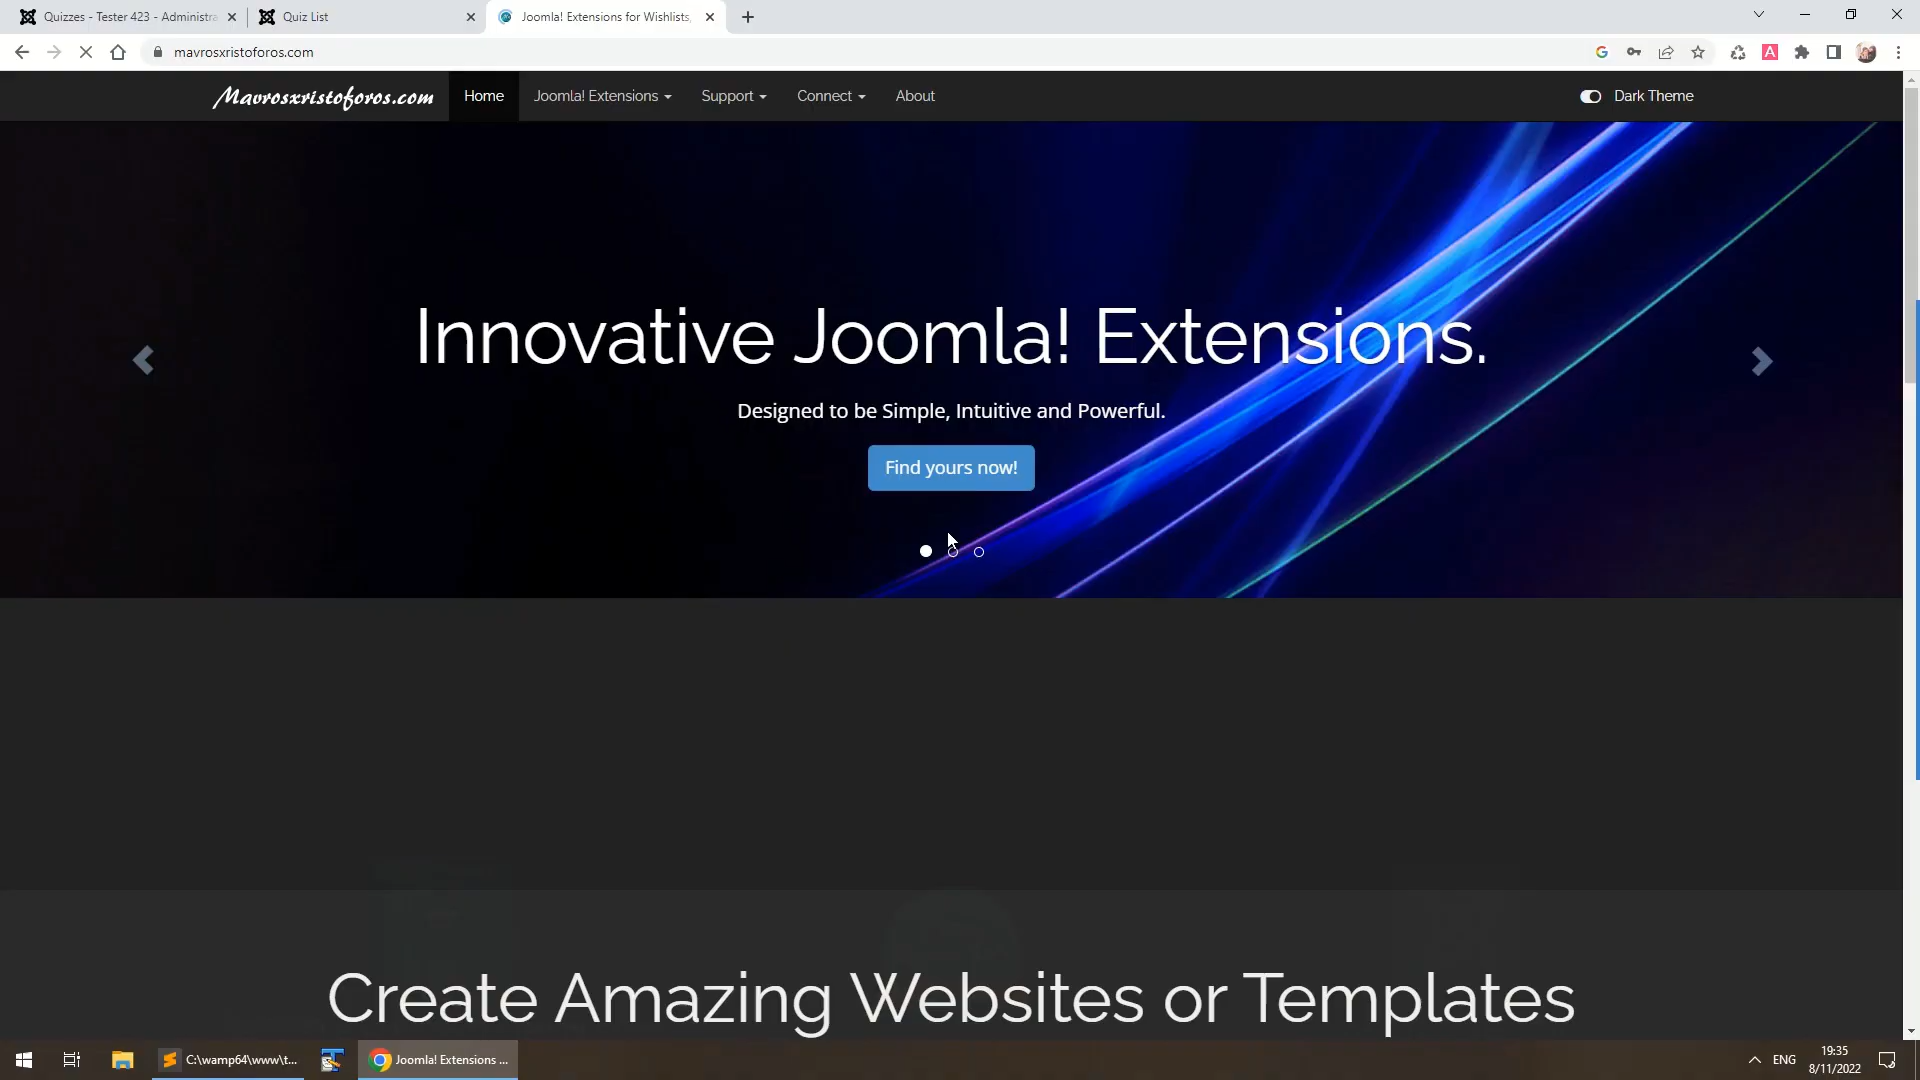 Quizzes - Tester 423 - Administra
Quiz List
Joomla! Extensions for Wishlists,
mavrosxristoforos.com
A
Mavrosxristoforos.com
Home
Joomla! Extensions
Support
Connect
About
Dark Theme
Innovative Joomla! Extensions.
Designed to be Simple, Intuitive and Powerful.
Find yours now!
Create Amazing Websites or Templates
C:\wamp64\www\t...
Joomla! Extensions ...
ENG
19:35
8/11/2022